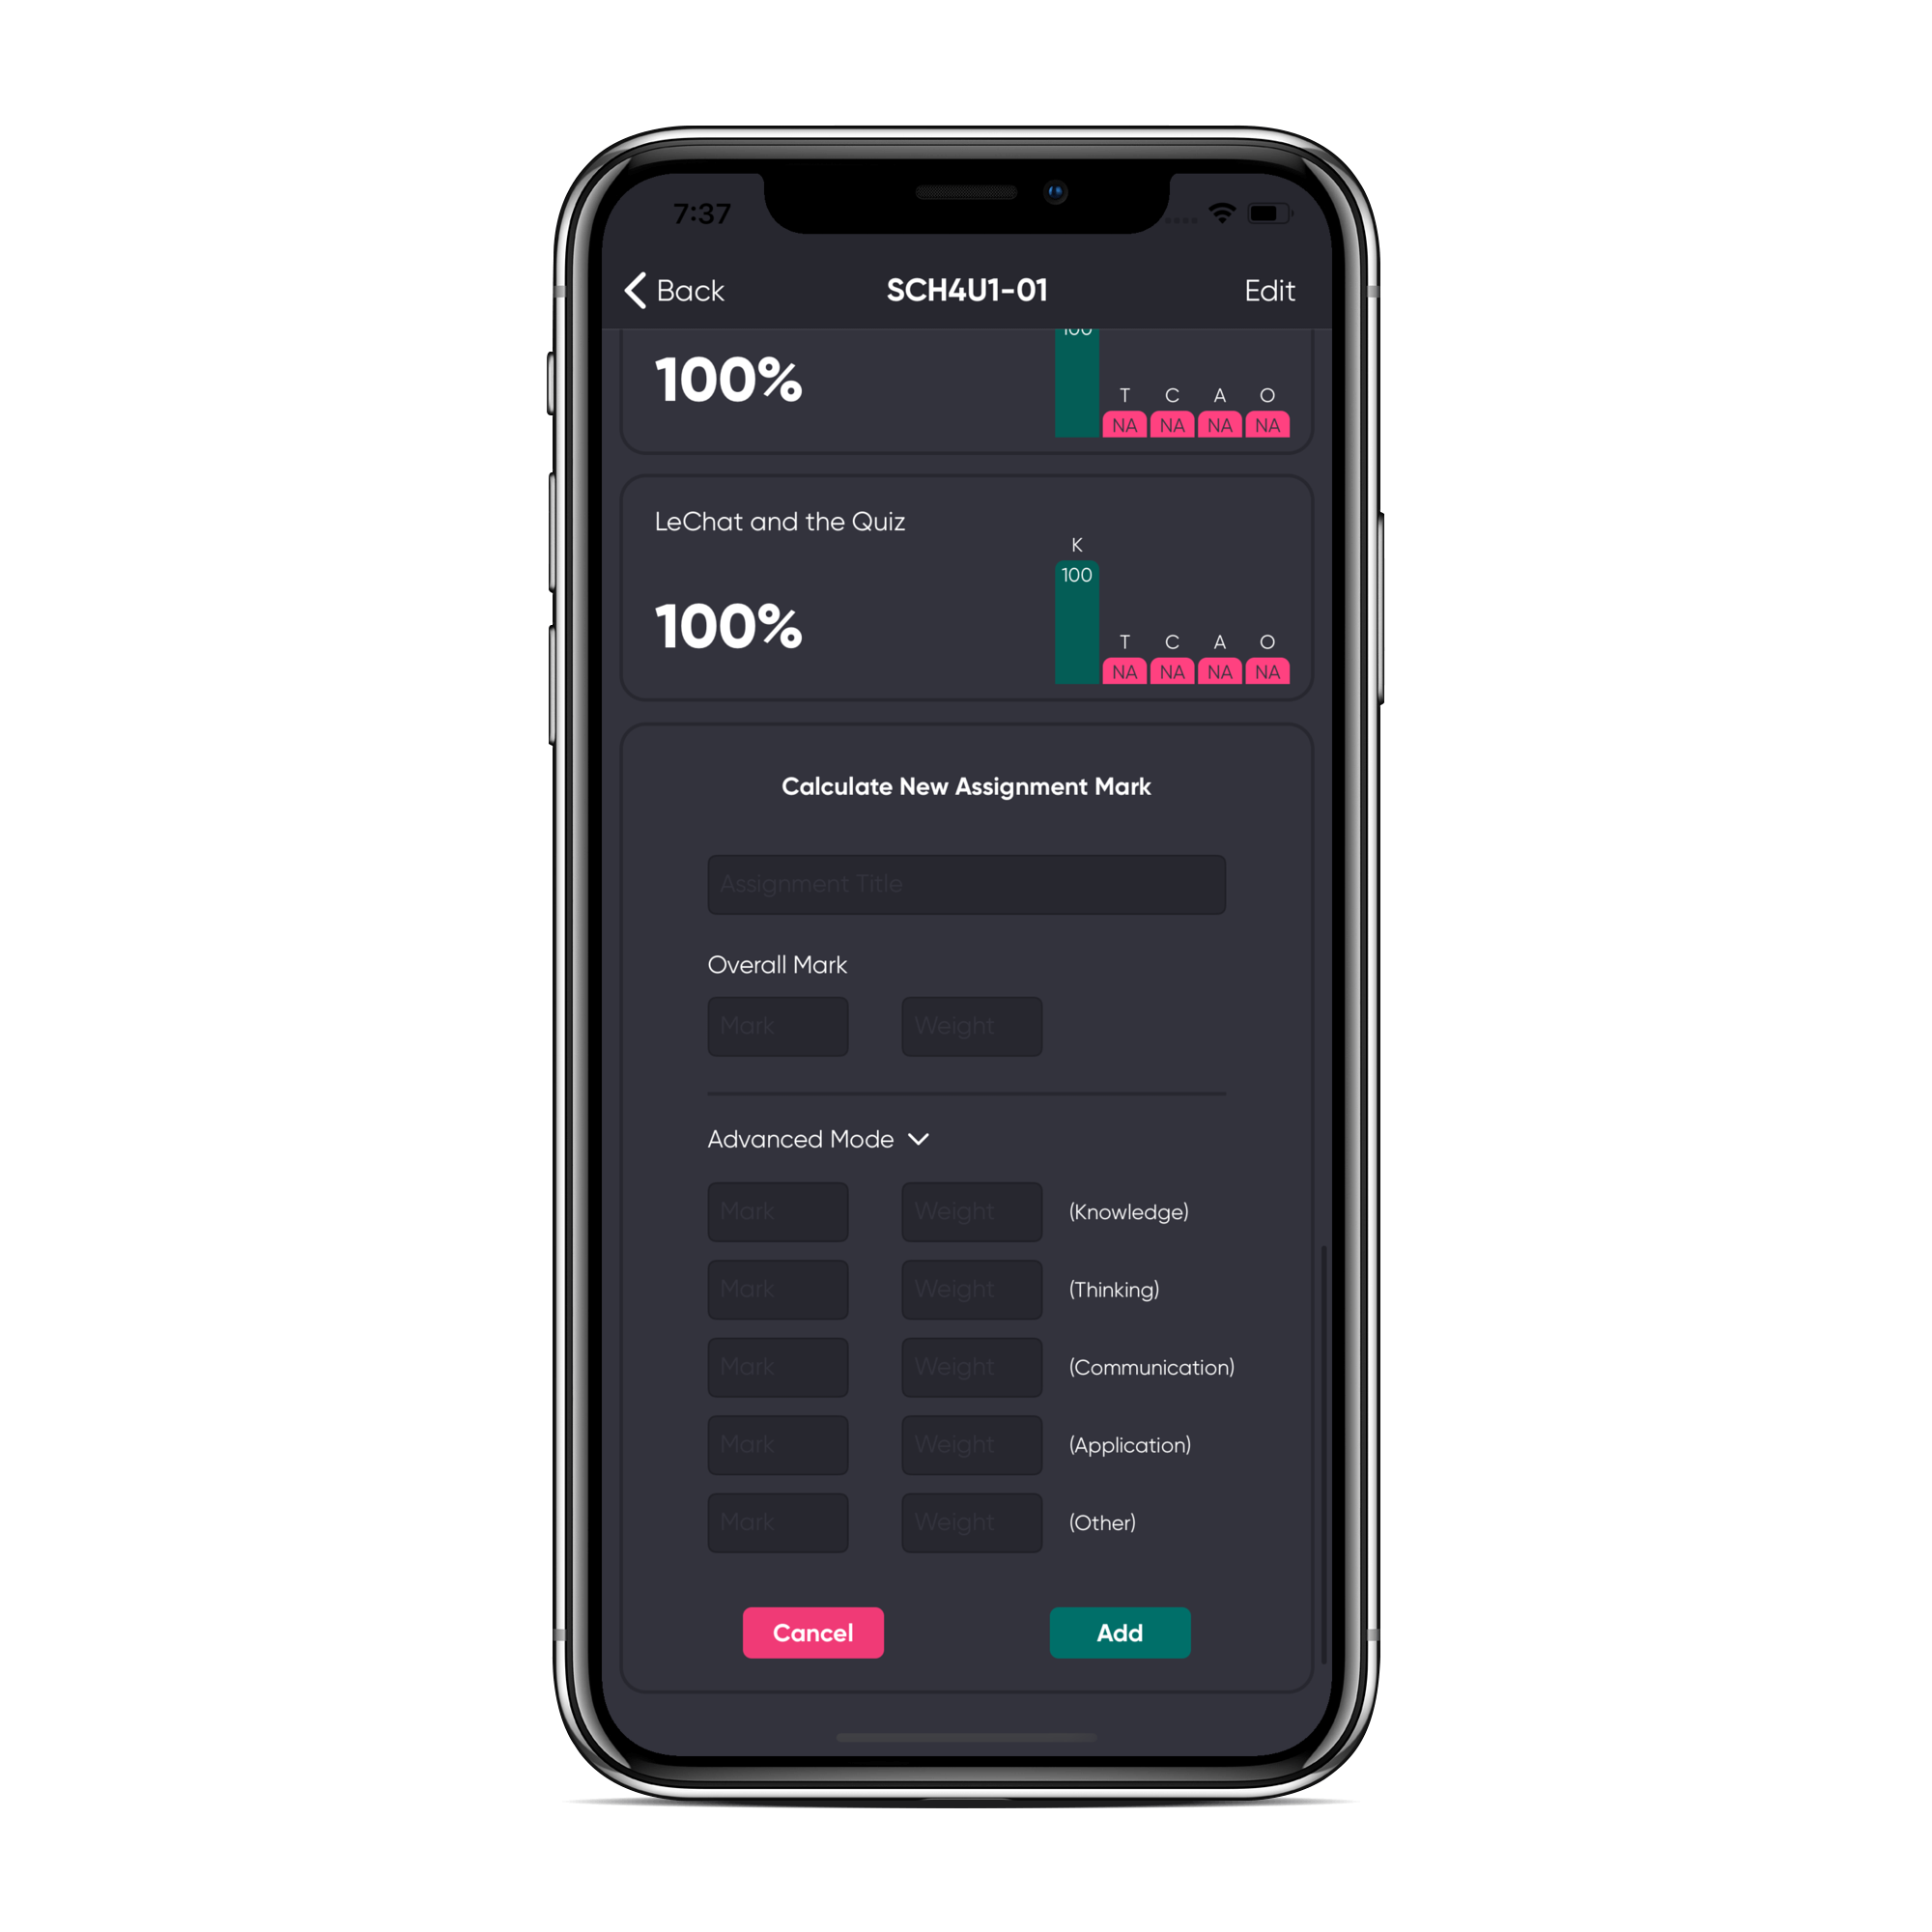 7:37
Back SCH4U1-01 Edit
100
100%
T C A O
NA NA NA NA
LeChat and the Quiz
K
100
100%
T C A O
NA NA NA NA
Calculate New Assignment Mark
Assignment Title
Overall Mark
Mark Weight
Advanced Mode
Mark Weight (Knowledge)
Mark Weight (Thinking)
Mark Weight (Communication)
Mark Weight (Application)
Mark Weight (Other)
Cancel Add